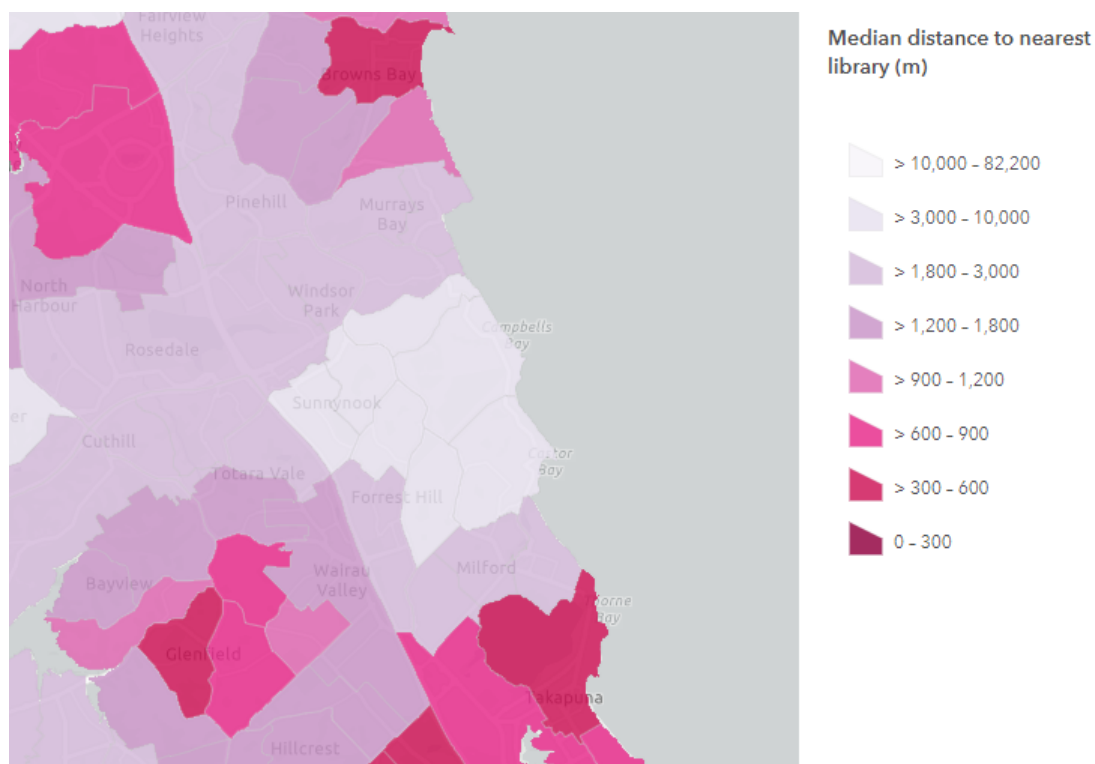 Fairview
Heights
Browns Bay
Pinehill
Murrays
Bay
North
Harbour
Windsor
Park
Campbells
Bay
Rosedale
Sunnynook
er
Cuthill
Castor
Bay
Totara Vale
Forrest Hill
Bayview
Wairau
Valley
Milford
Thorne
Bay
Glenfield
Takapuna
Hillcrest
Median distance to nearest
library (m)
> 10,000 - 82,200
> 3,000 - 10,000
> 1,800 - 3,000
> 1,200 - 1,800
> 900 - 1,200
> 600 - 900
> 300 - 600
0 - 300